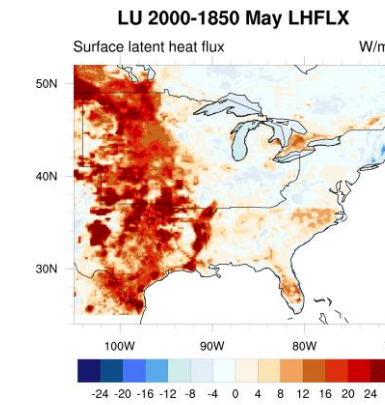 LU 2000-1850 May LHFLX
Surface latent heat flux W/m
50N
40N
30N
100W 90W 80W
-24 -20 -16 -12 -8 -4 0 4 8 12 16 20 24